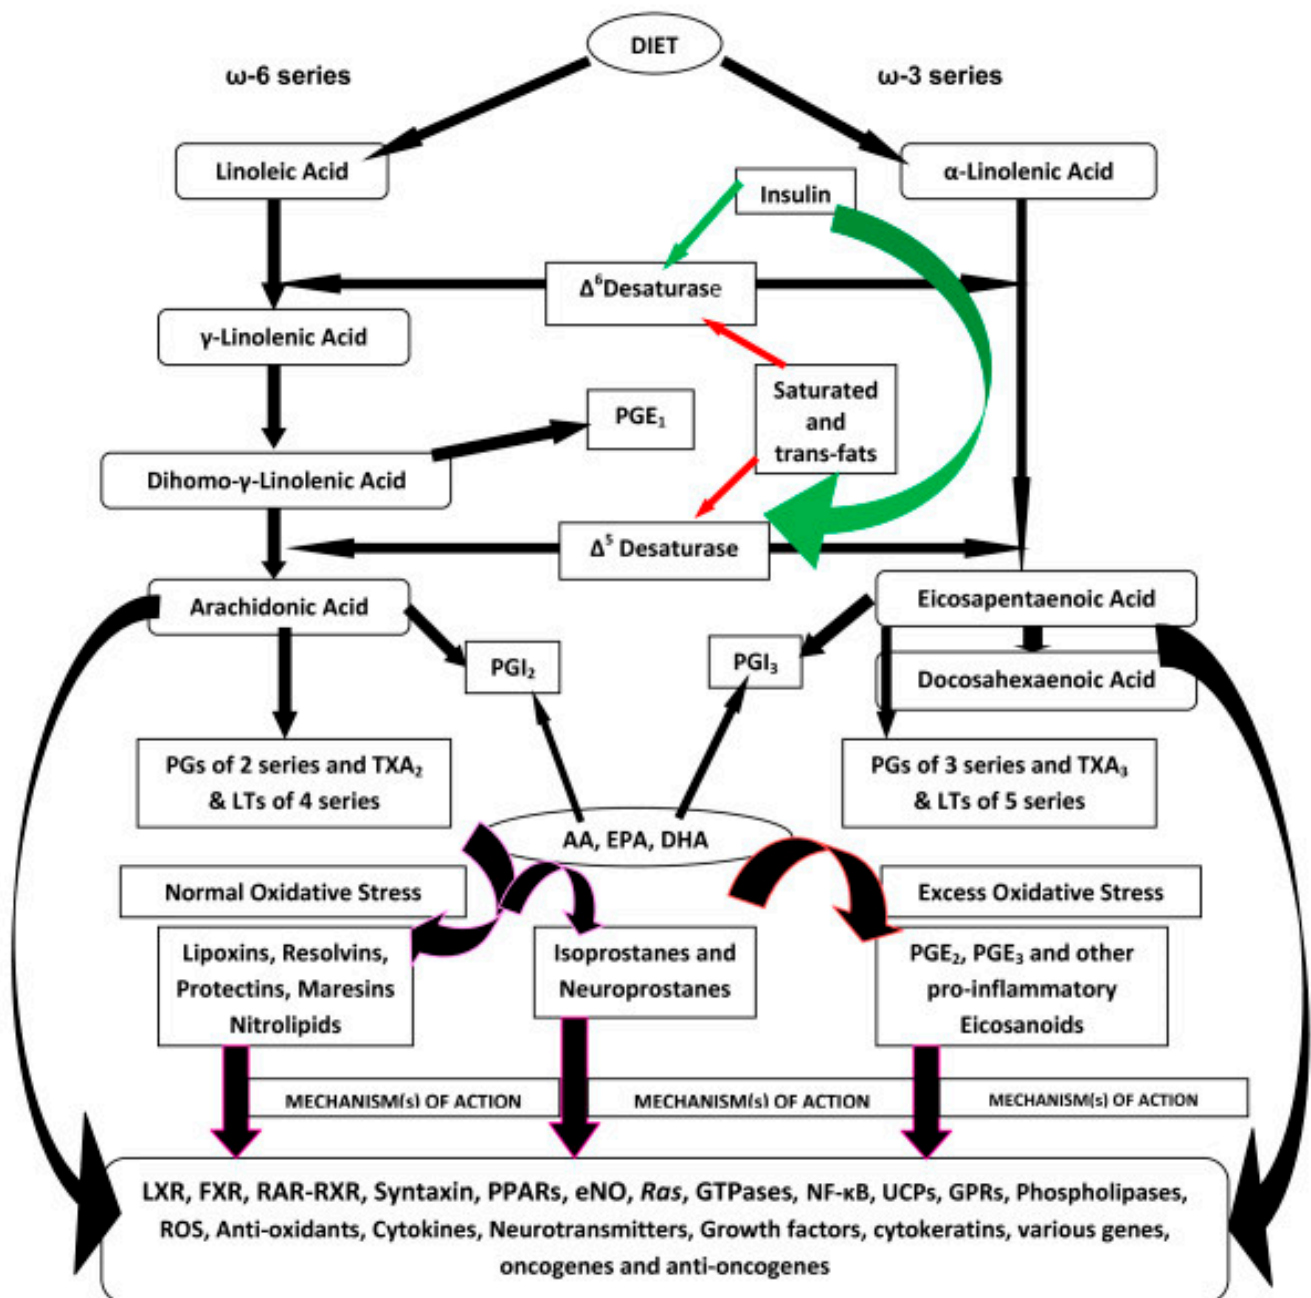 DIET
ω-6 series
ω-3 series
Linoleic Acid
α-Linolenic Acid
Insulin
Δ⁶Desaturase
γ-Linolenic Acid
Saturated
and
trans-fats
PGE₁
Dihomo-γ-Linolenic Acid
Δ⁵ Desaturase
Arachidonic Acid
Eicosapentaenoic Acid
PGI₂
PGI₃
Docosahexaenoic Acid
PGs of 2 series and TXA₂
& LTs of 4 series
PGs of 3 series and TXA₃
& LTs of 5 series
AA, EPA, DHA
Normal Oxidative Stress
Excess Oxidative Stress
Lipoxins, Resolvins,
Protectins, Maresins
Nitrolipids
Isoprostanes and
Neuroprostanes
PGE₂, PGE₃ and other
pro-inflammatory
Eicosanoids
MECHANISM(s) OF ACTION
MECHANISM(s) OF ACTION
MECHANISM(s) OF ACTION
LXR, FXR, RAR-RXR, Syntaxin, PPARs, eNO, Ras, GTPases, NF-κB, UCPs, GPRs, Phospholipases,
ROS, Anti-oxidants, Cytokines, Neurotransmitters, Growth factors, cytokeratins, various genes,
oncogenes and anti-oncogenes